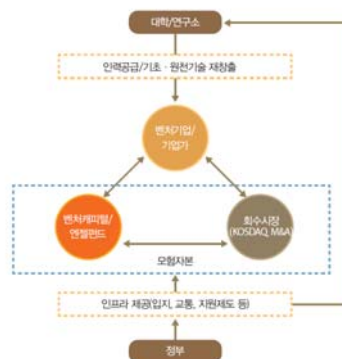 대학/연구소
인력공급/기초·원천기술 재창출
벤처기업/
기업가
벤처캐피털/
엔젤펀드
회수시장
(KOSDAQ, M&A)
모험자본
인프라 제공(입지, 교통, 지원제도 등)
정부